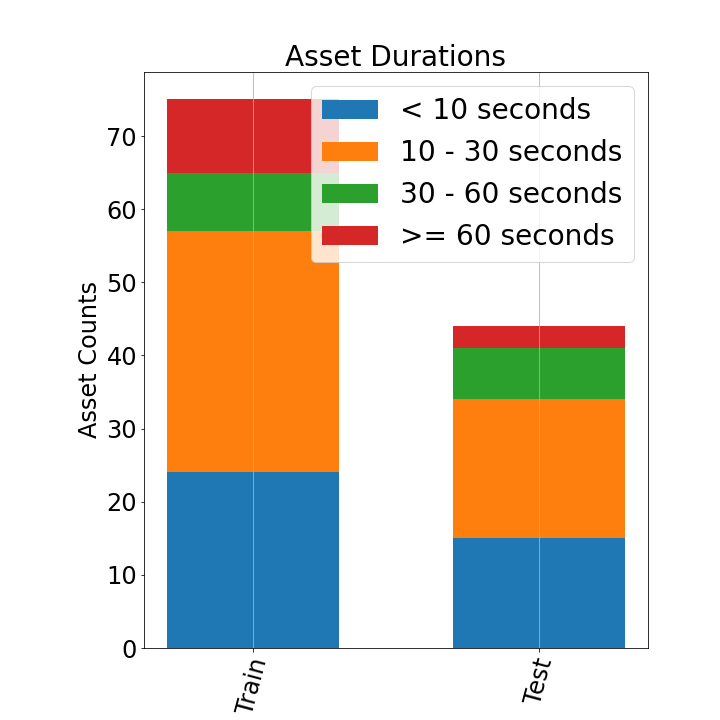 Asset Durations
< 10 seconds
10 - 30 seconds
30 - 60 seconds
>= 60 seconds
Asset Counts
70
60
50
40
30
20
10
0
Train
Test